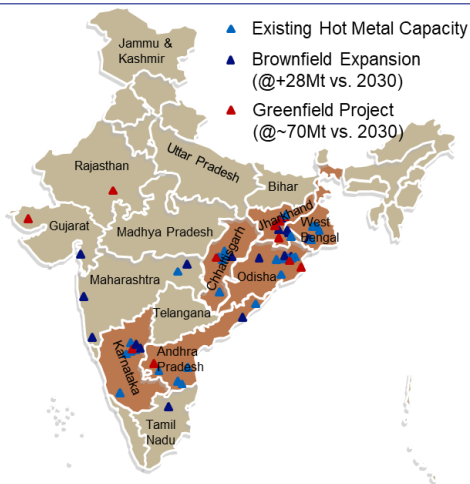 Existing Hot Metal Capacity
Brownfield Expansion
(@+28Mt vs. 2030)
Greenfield Project
(@~70Mt vs. 2030)
Jammu &
Kashmir
Rajasthan
Uttar Pradesh
Bihar
Gujarat
Madhya Pradesh
Jharkhand
West
Bengal
Chhattisgarh
Odisha
Maharashtra
Telangana
Karnataka
Andhra
Pradesh
Tamil
Nadu